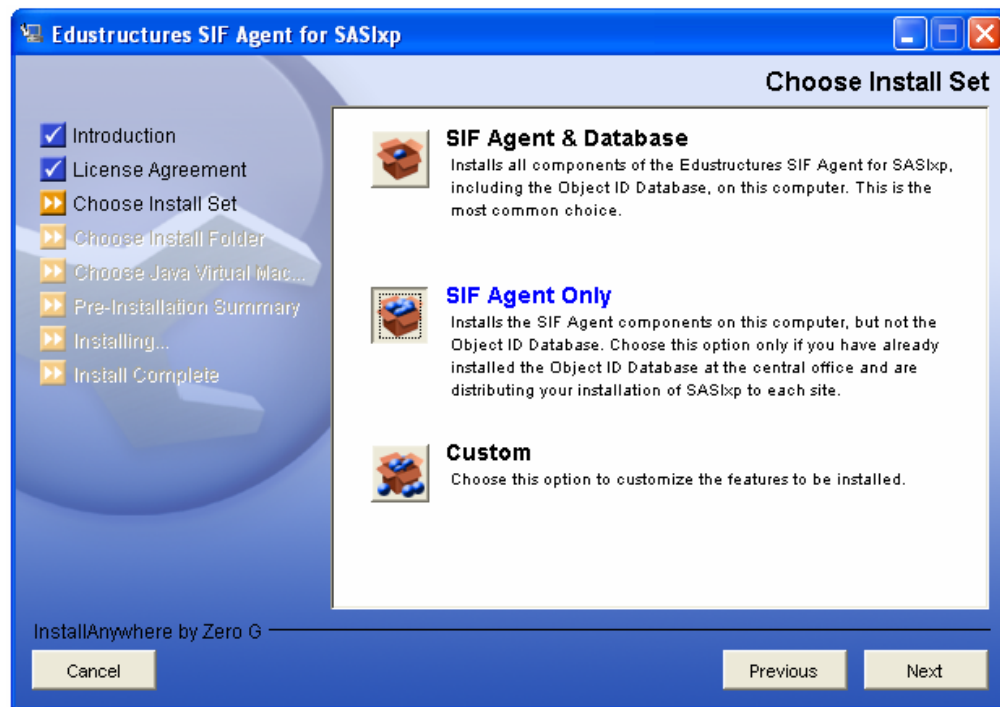 Edustructures SIF Agent for SASIxp
Choose Install Set
Introduction
License Agreement
Choose Install Set
Choose Install Folder
Choose Java Virtual Mac...
Pre-Installation Summary
Installing...
Install Complete
SIF Agent & Database
Installs all components of the Edustructures SIF Agent for SASIxp,
including the Object ID Database, on this computer. This is the
most common choice.
SIF Agent Only
Installs the SIF Agent components on this computer, but not the
Object ID Database. Choose this option only if you have already
installed the Object ID Database at the central office and are
distributing your installation of SASIxp to each site.
Custom
Choose this option to customize the features to be installed.
InstallAnywhere by Zero G
Cancel
Previous
Next